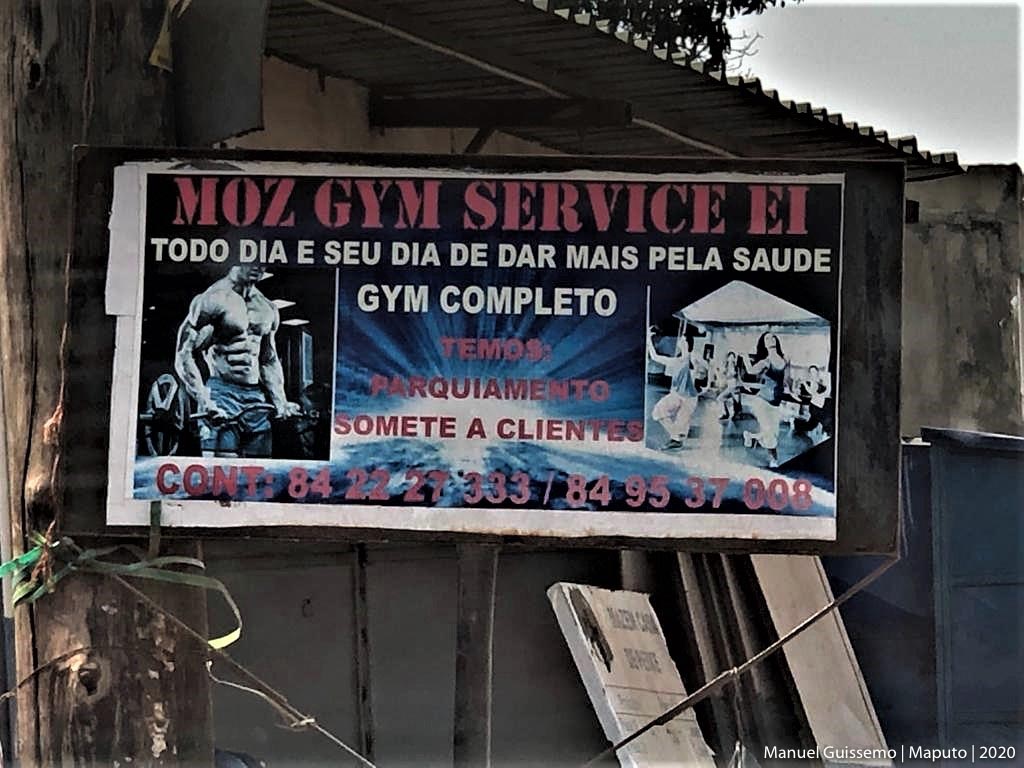 MOZ GYM SERVICE EI
TODO DIA E SEU DIA DE DAR MAIS PELA SAUDE
GYM COMPLETO
TEMOS:
PARQUIAMENTO
SOMETE A CLIENTES
CONT: 84 22 27 333 / 84 95 37 008
Manuel Guissemo | Maputo | 2020